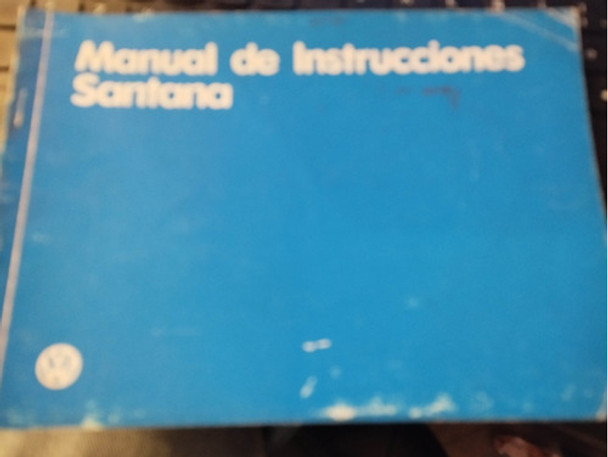 Manual de Instrucciones
Santana